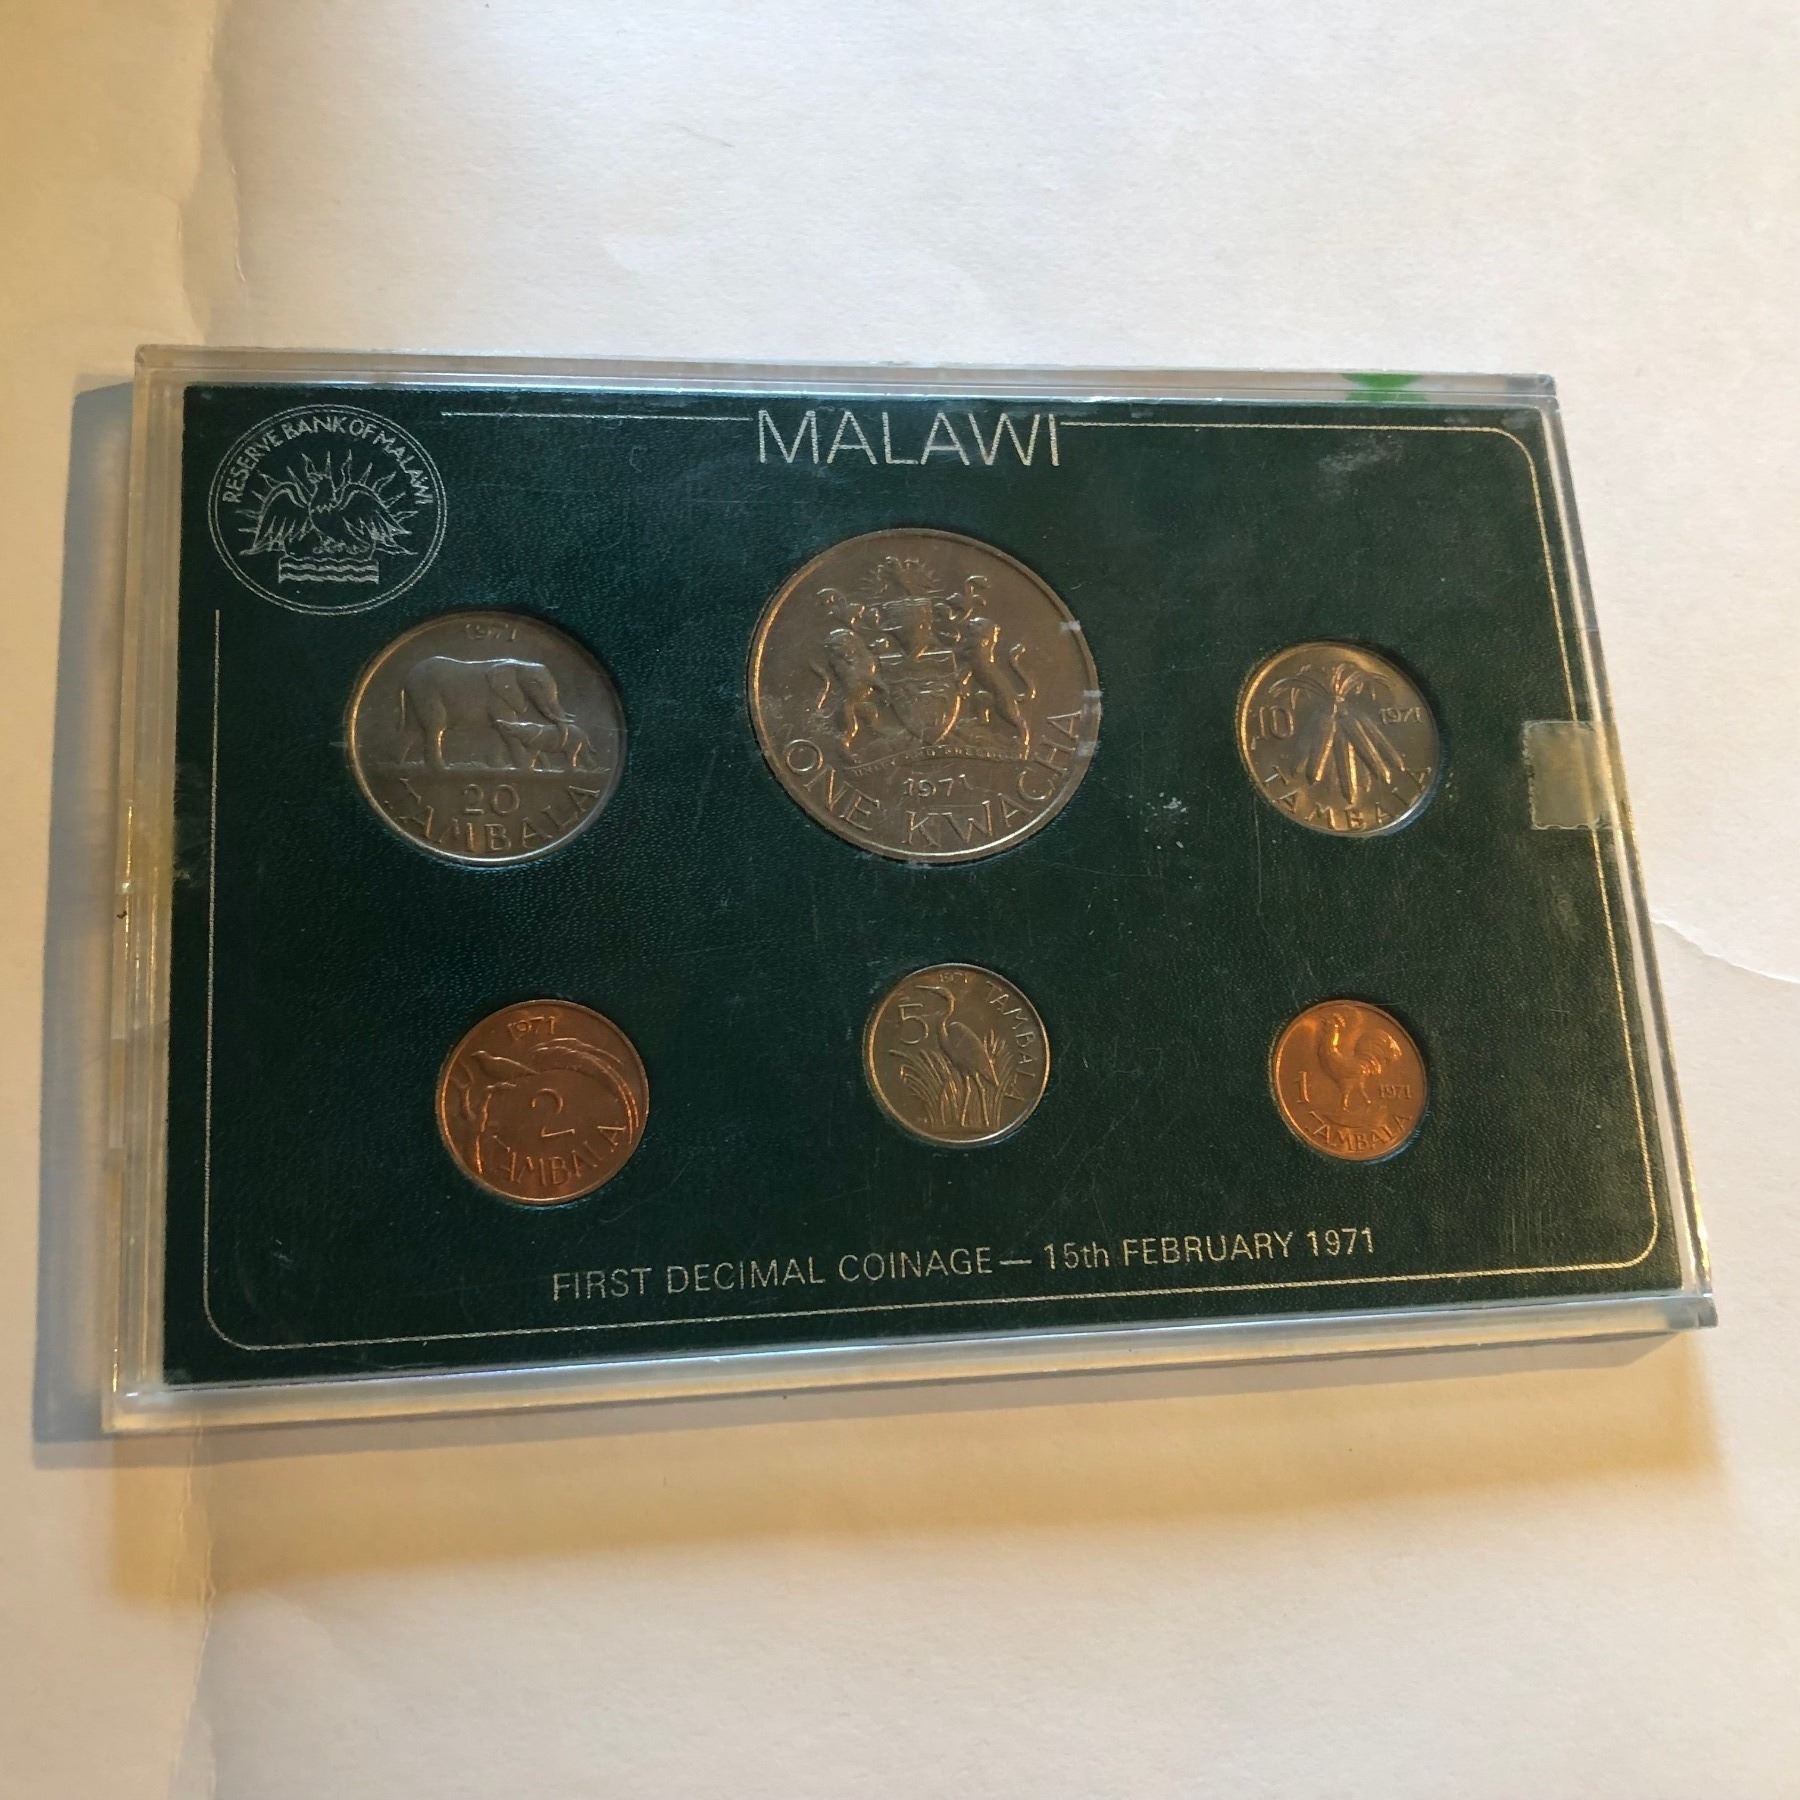 MALAWI
RESERVE BANK OF MALAWI
1971
20
TAMBALA
1971
ONE KWACHA
10
1971
TAMBALA
1971
2
TAMBALA
1971
5
TAMBALA
1
1971
TAMBALA
FIRST DECIMAL COINAGE — 15th FEBRUARY 1971